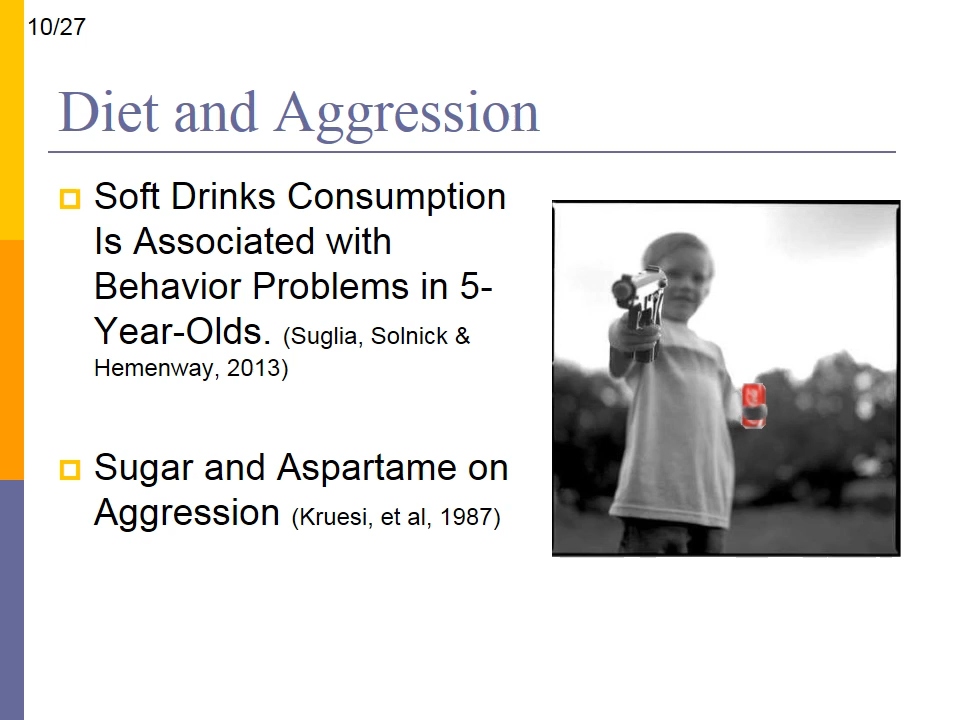 10/27
Diet and Aggression
Soft Drinks Consumption
Is Associated with
Behavior Problems in 5-
Year-Olds. (Suglia, Solnick &
Hemenway, 2013)
Sugar and Aspartame on
Aggression (Kruesi, et al, 1987)